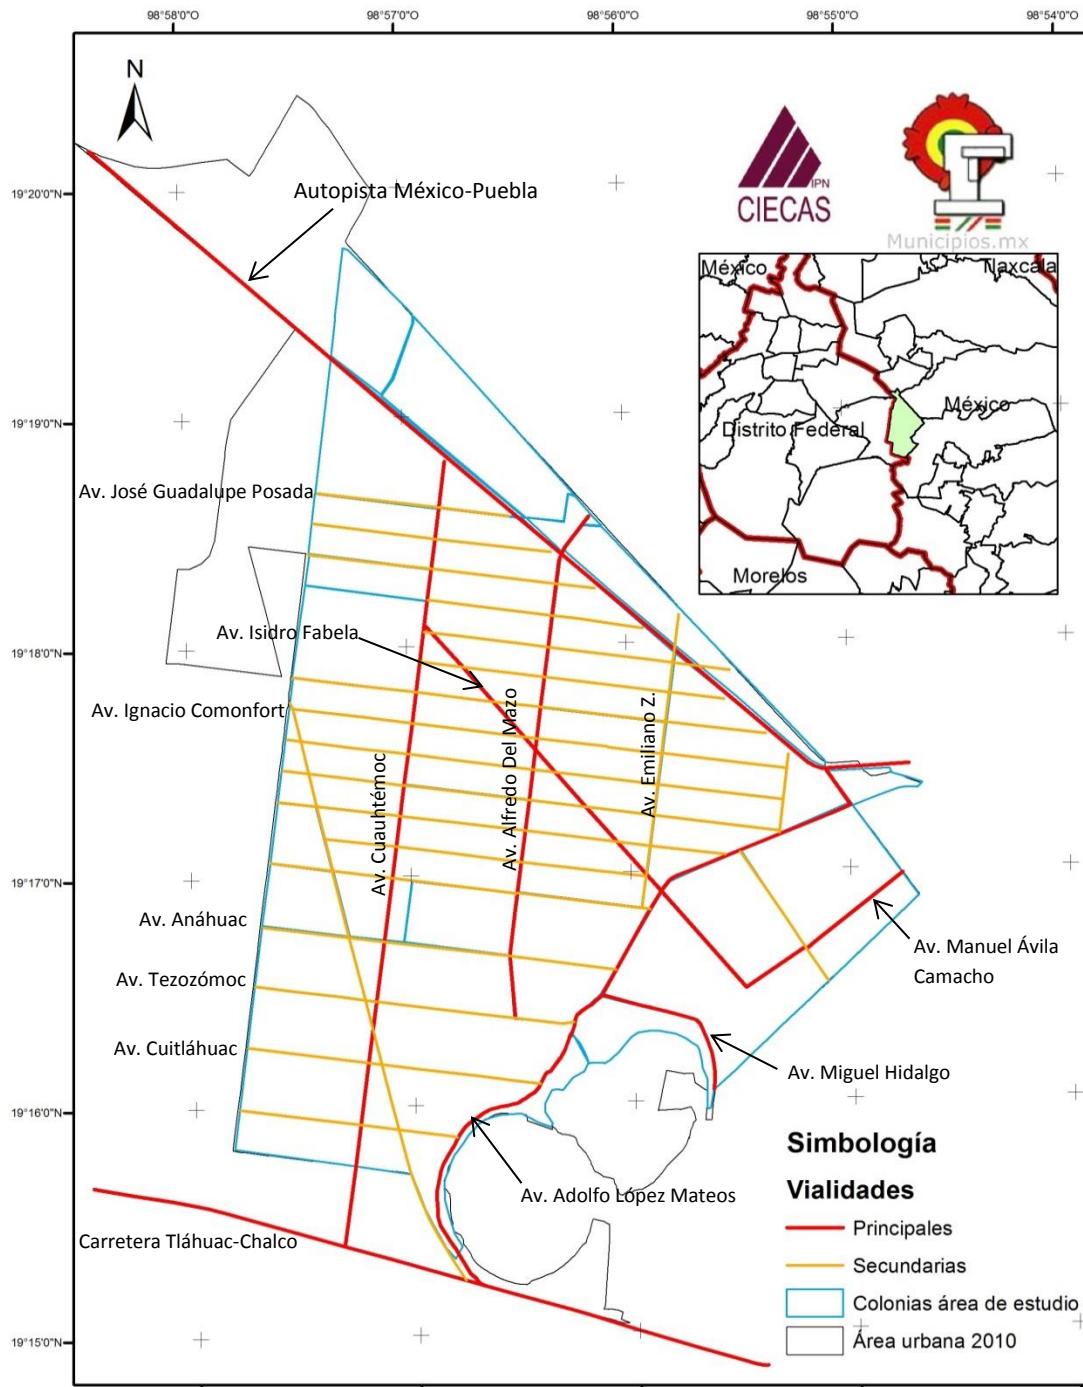 98°58'0"O
98°57'0"O
98°56'0"O
98°55'0"O
98°54'0"O
N
IPN
CIECAS
Municipios.mx
19°20'0"N
Autopista México-Puebla
México
Tlaxcala
México
Distrito Federal
Morelos
19°19'0"N
Av. José Guadalupe Posada
Av. Isidro Fabela
19°18'0"N
Av. Ignacio Comonfort
Av. Cuauhtémoc
Av. Alfredo Del Mazo
Av. Emiliano Z.
19°17'0"N
Av. Anáhuac
Av. Manuel Ávila
Camacho
Av. Tezozómoc
Av. Cuitláhuac
Av. Miguel Hidalgo
19°16'0"N
Av. Adolfo López Mateos
Carretera Tláhuac-Chalco
19°15'0"N
Simbología
Vialidades
Principales
Secundarias
Colonias área de estudio
Área urbana 2010